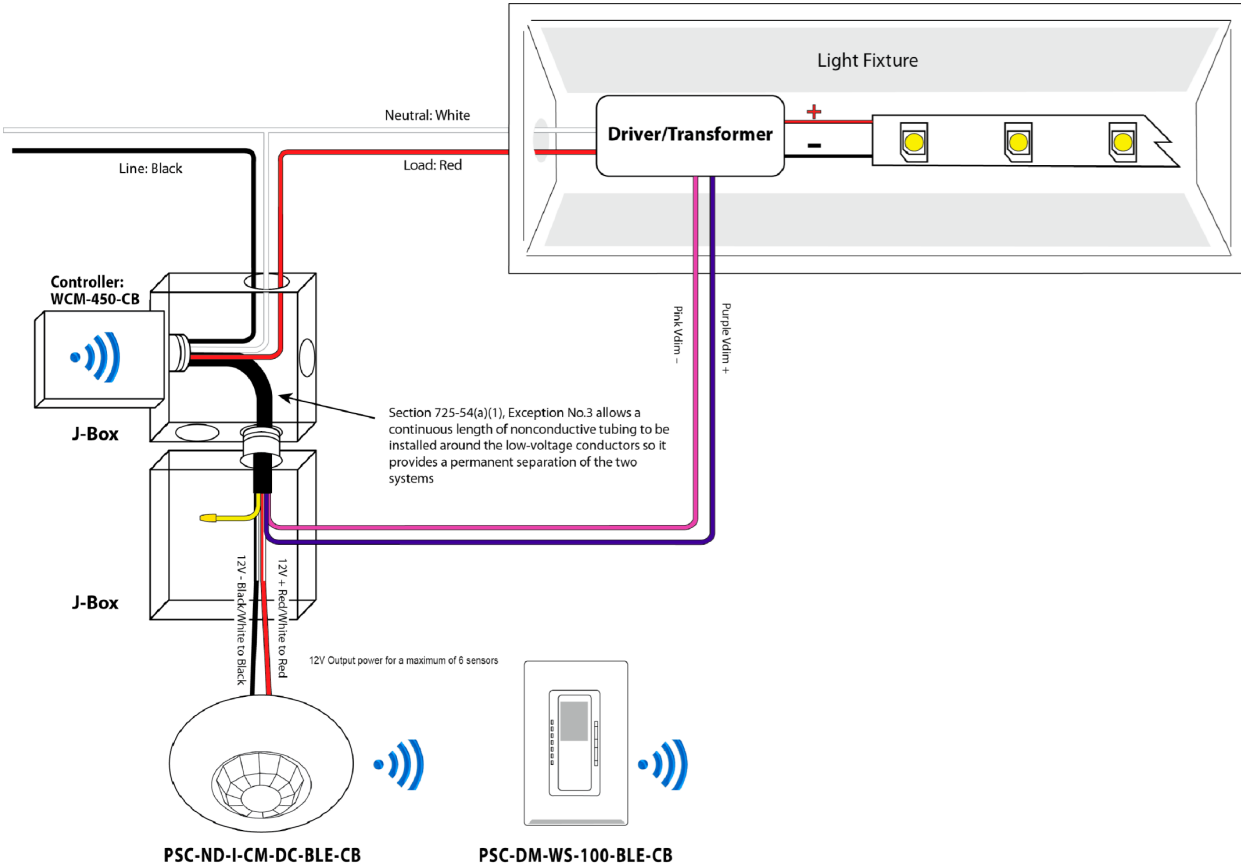 Light Fixture
Neutral: White
Driver/Transformer
+
-
Line: Black
Load: Red
Controller:
WCM-450-CB
Pink Vdim –
Purple Vdim +
J-Box
Section 725-54(a)(1), Exception No.3 allows a
continuous length of nonconductive tubing to be
installed around the low-voltage conductors so it
provides a permanent separation of the two
systems
12V - Black/White to Black
12V + Red/White to Red
J-Box
12V Output power for a maximum of 6 sensors
PSC-ND-I-CM-DC-BLE-CB
PSC-DM-WS-100-BLE-CB